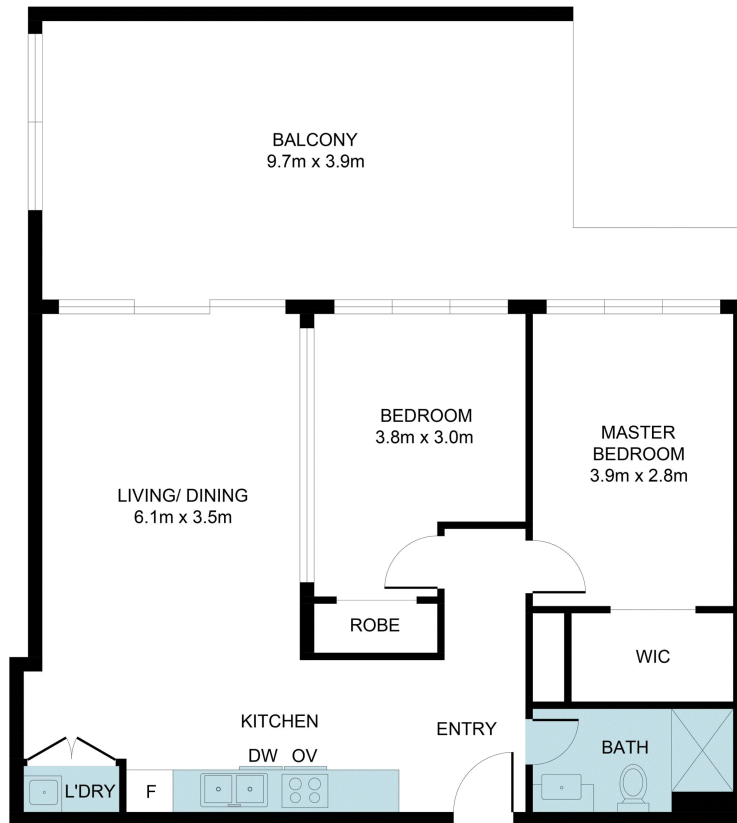 BALCONY
9.7m x 3.9m
BEDROOM
3.8m x 3.0m
MASTER
BEDROOM
3.9m x 2.8m
LIVING/ DINING
6.1m x 3.5m
ROBE
WIC
KITCHEN
ENTRY
DW OV
BATH
L'DRY
F